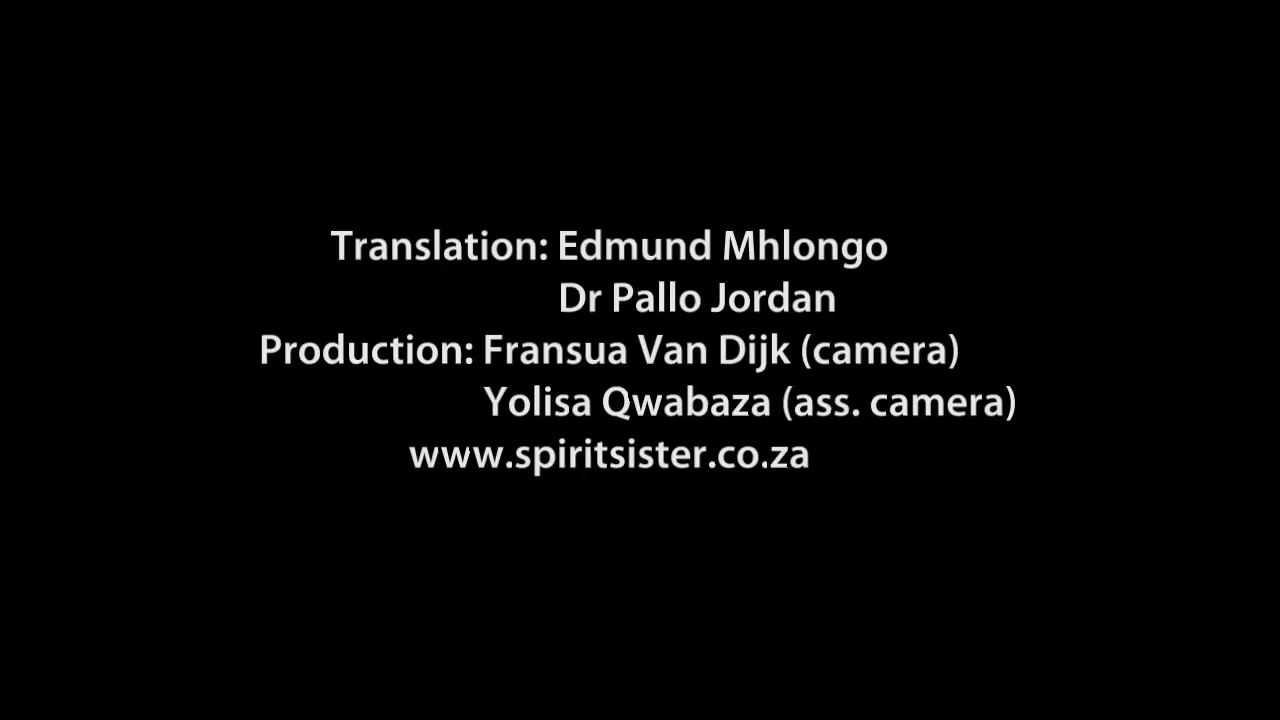 Translation: Edmund Mhlongo
Dr Pallo Jordan
Production: Fransua Van Dijk (camera)
Yolisa Qwabaza (ass. camera)
www.spiritsister.co.za